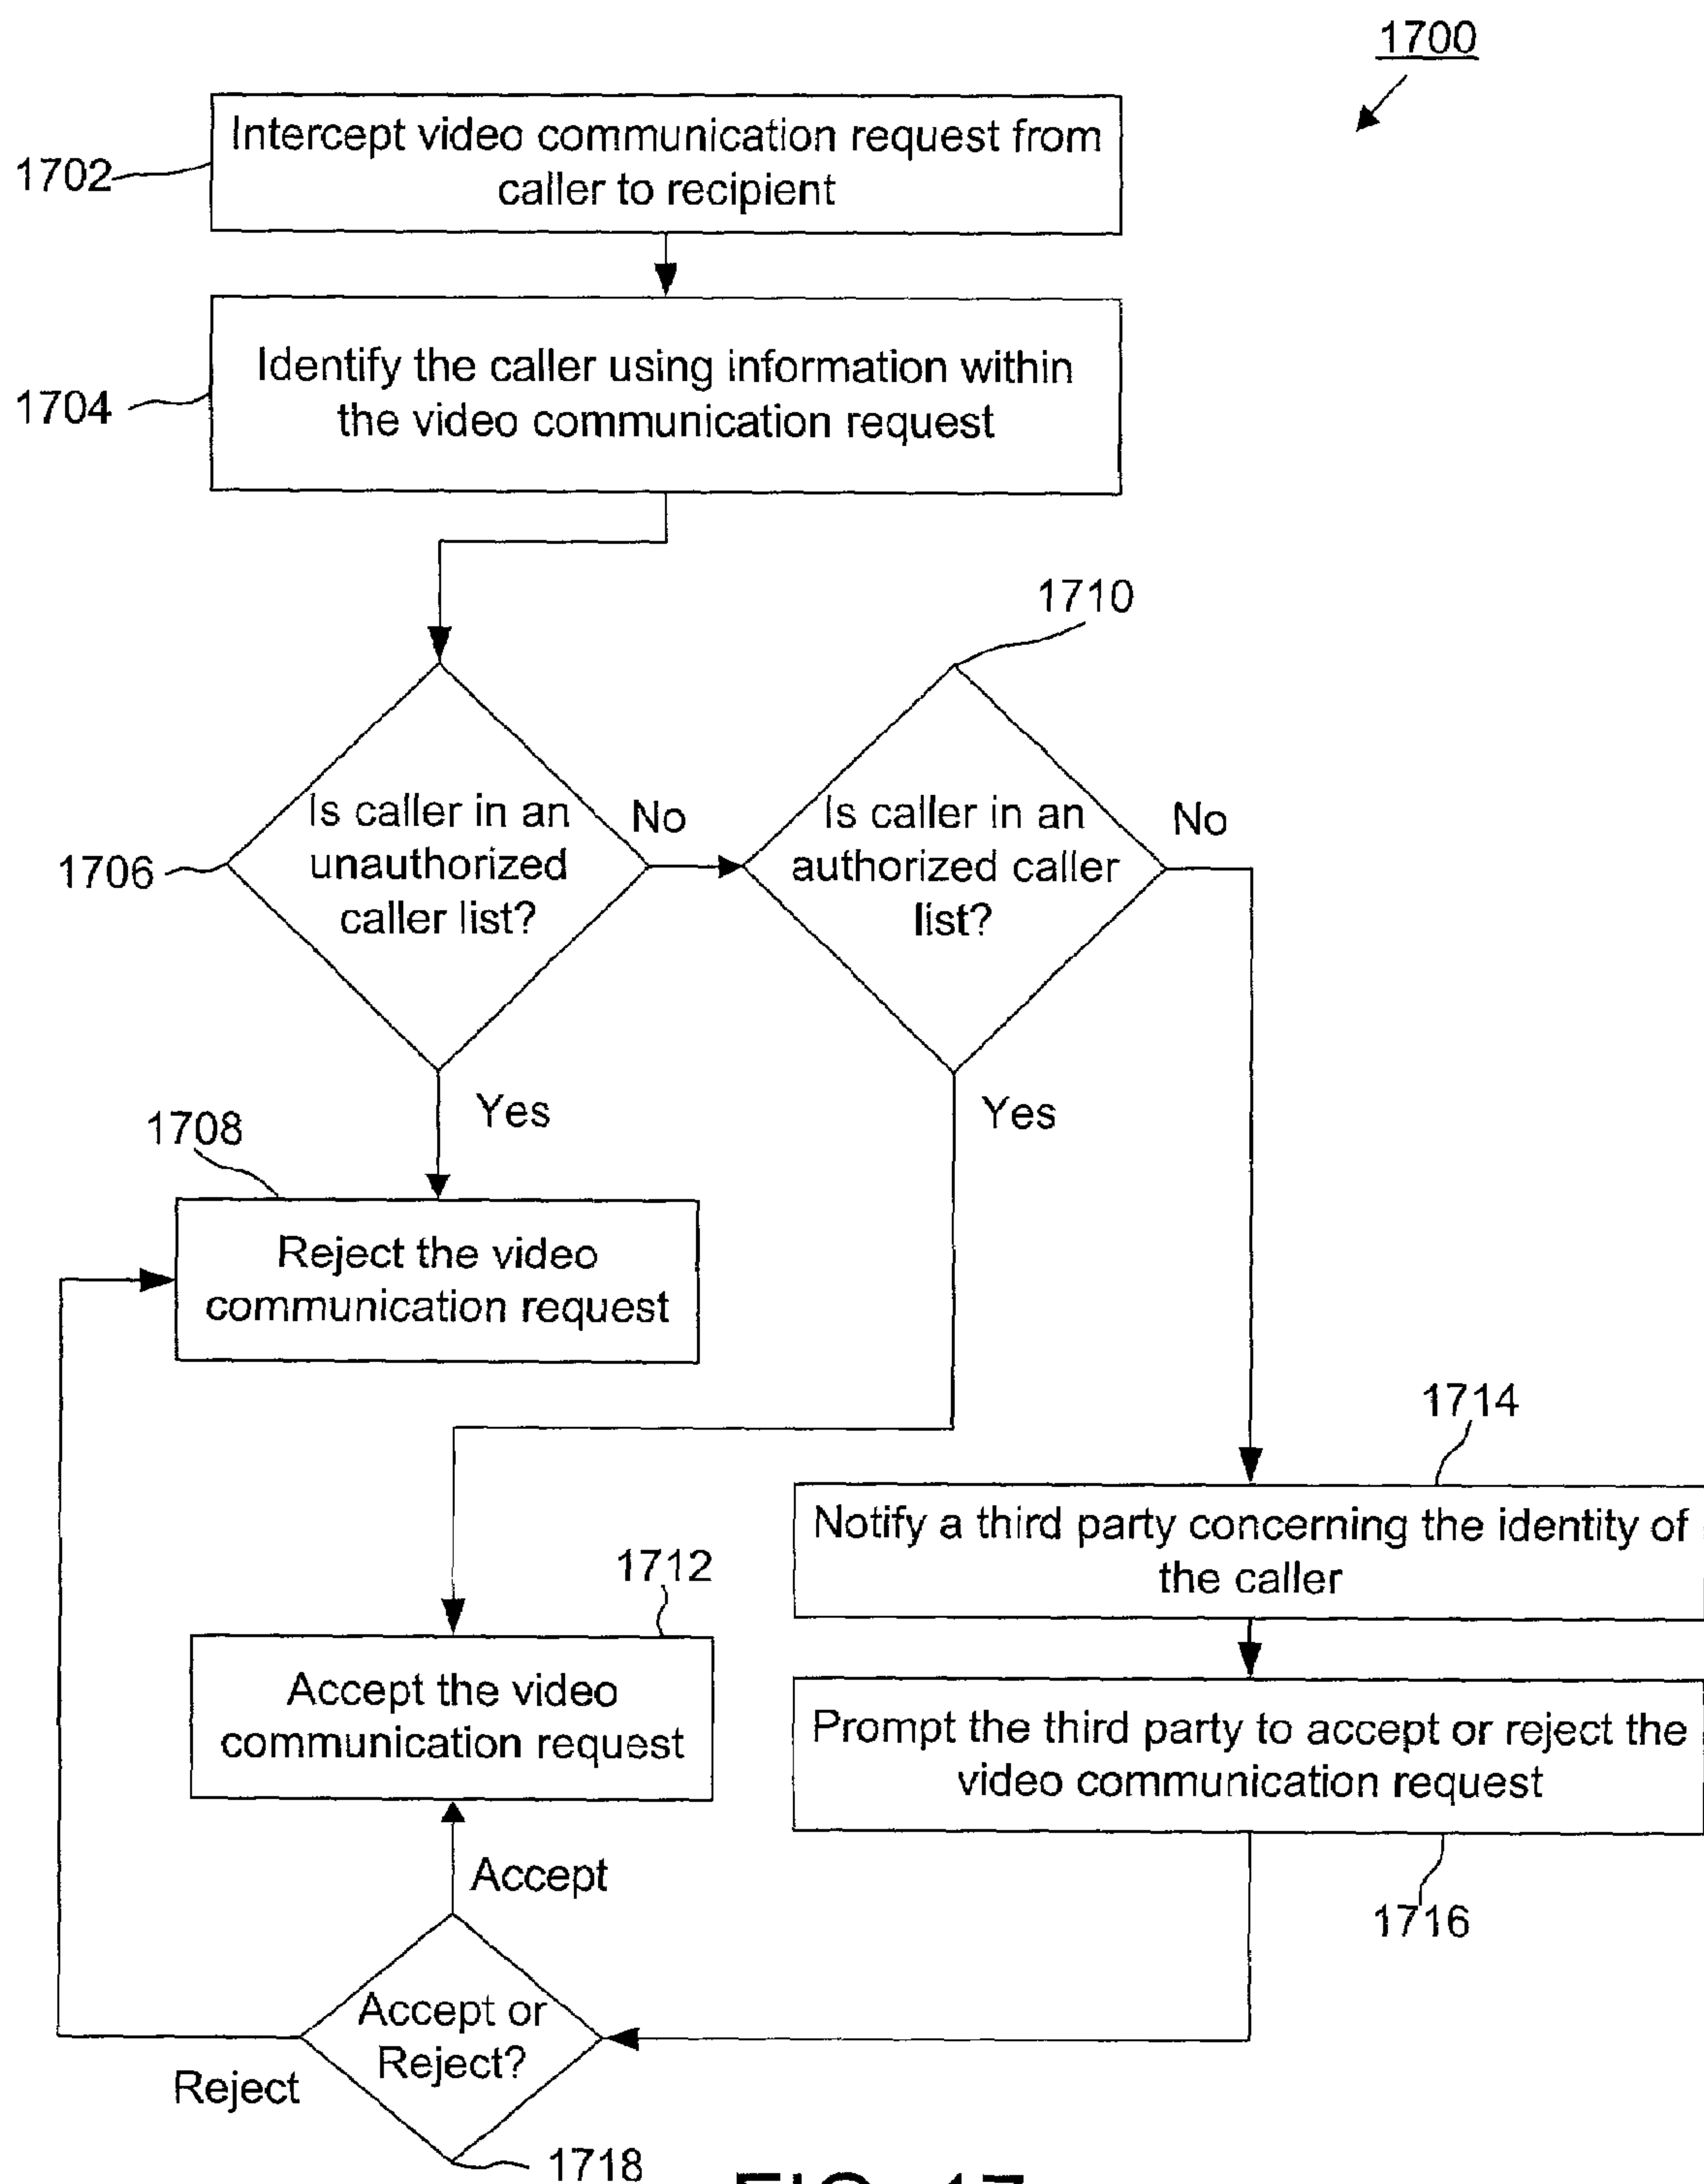 1700
Intercept video communication request from
caller to recipient
1702
Identify the caller using information within
the video communication request
1704
1710
Is caller in an
unauthorized
caller list?
No
1706
Is caller in an
authorized caller
list?
No
Yes
Yes
1708
Reject the video
communication request
1714
Notify a third party concerning the identity of
the caller
1712
Accept the video
communication request
Prompt the third party to accept or reject the
video communication request
Accept
1716
Accept or
Reject?
Reject
1718
FIG. 17